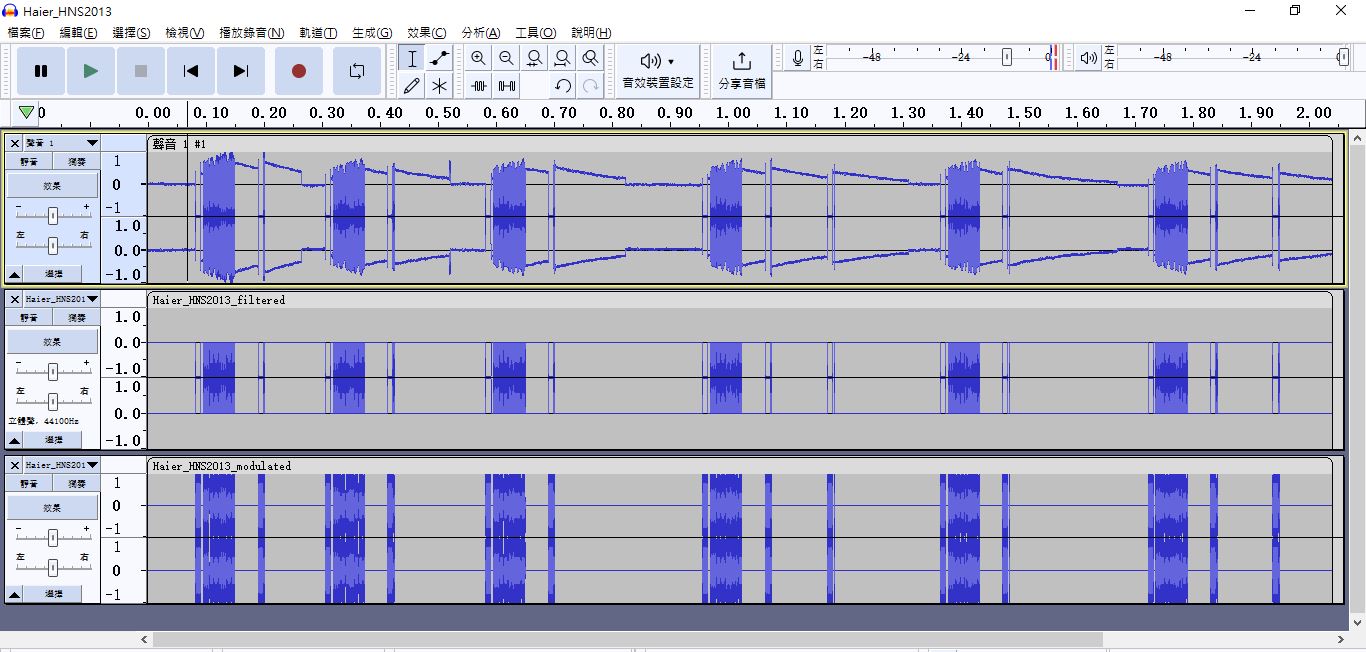 Haier_HNS2013
檔案(F) 編輯(E) 選擇(S) 檢視(V) 播放錄音(N) 軌道(T) 生成(G) 效果(C) 分析(A) 工具(O) 說明(H)
音效裝置設定
分享音檔
左 右 -48 -24 0
左 右 -48 -24 0
0 0.00 0.10 0.20 0.30 0.40 0.50 0.60 0.70 0.80 0.90 1.00 1.10 1.20 1.30 1.40 1.50 1.60 1.70 1.80 1.90 2.00
聲音 1
聲音 1 #1
靜音 獨奏
效果
- +
左 右
選擇
1
0
-1
1.0
0.0
-1.0
Haier_HNS201
Haier_HNS2013_filtered
靜音 獨奏
效果
- +
左 右
立體聲, 44100Hz
選擇
1.0
0.0
-1.0
1.0
0.0
-1.0
Haier_HNS201
Haier_HNS2013_modulated
靜音 獨奏
效果
- +
左 右
選擇
1
0
-1
1
0
-1